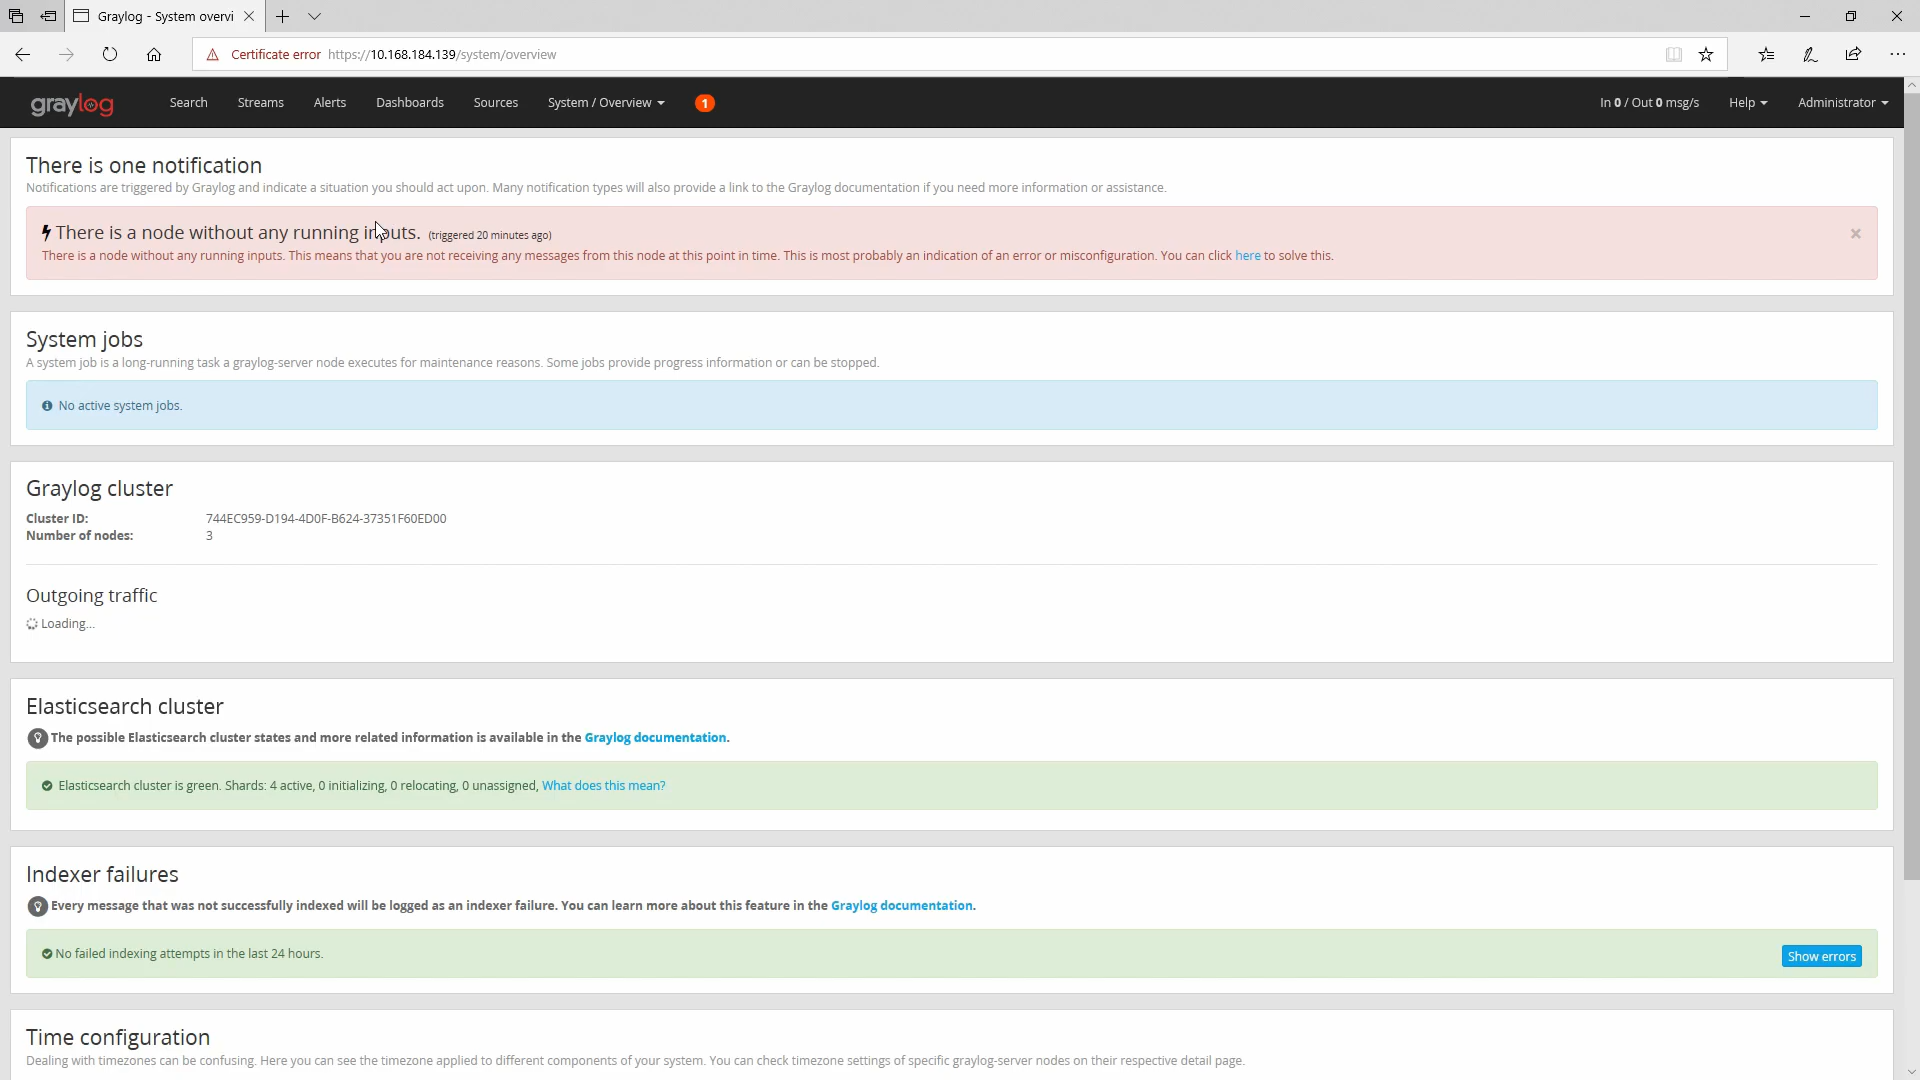 Graylog - System overvi
Certificate error https://10.168.184.139/system/overview
graylog Search Streams Alerts Dashboards Sources System / Overview 1 In 0 / Out 0 msg/s Help Administrator
There is one notification
Notifications are triggered by Graylog and indicate a situation you should act upon. Many notification types will also provide a link to the Graylog documentation if you need more information or assistance.
There is a node without any running inputs. (triggered 20 minutes ago)
There is a node without any running inputs. This means that you are not receiving any messages from this node at this point in time. This is most probably an indication of an error or misconfiguration. You can click here to solve this.
System jobs
A system job is a long-running task a graylog-server node executes for maintenance reasons. Some jobs provide progress information or can be stopped.
No active system jobs.
Graylog cluster
Cluster ID: 744EC959-D194-4D0F-B624-37351F60ED00
Number of nodes: 3
Outgoing traffic
Loading...
Elasticsearch cluster
The possible Elasticsearch cluster states and more related information is available in the Graylog documentation.
Elasticsearch cluster is green. Shards: 4 active, 0 initializing, 0 relocating, 0 unassigned, What does this mean?
Indexer failures
Every message that was not successfully indexed will be logged as an indexer failure. You can learn more about this feature in the Graylog documentation.
No failed indexing attempts in the last 24 hours. Show errors
Time configuration
Dealing with timezones can be confusing. Here you can see the timezone applied to different components of your system. You can check timezone settings of specific graylog-server nodes on their respective detail page.